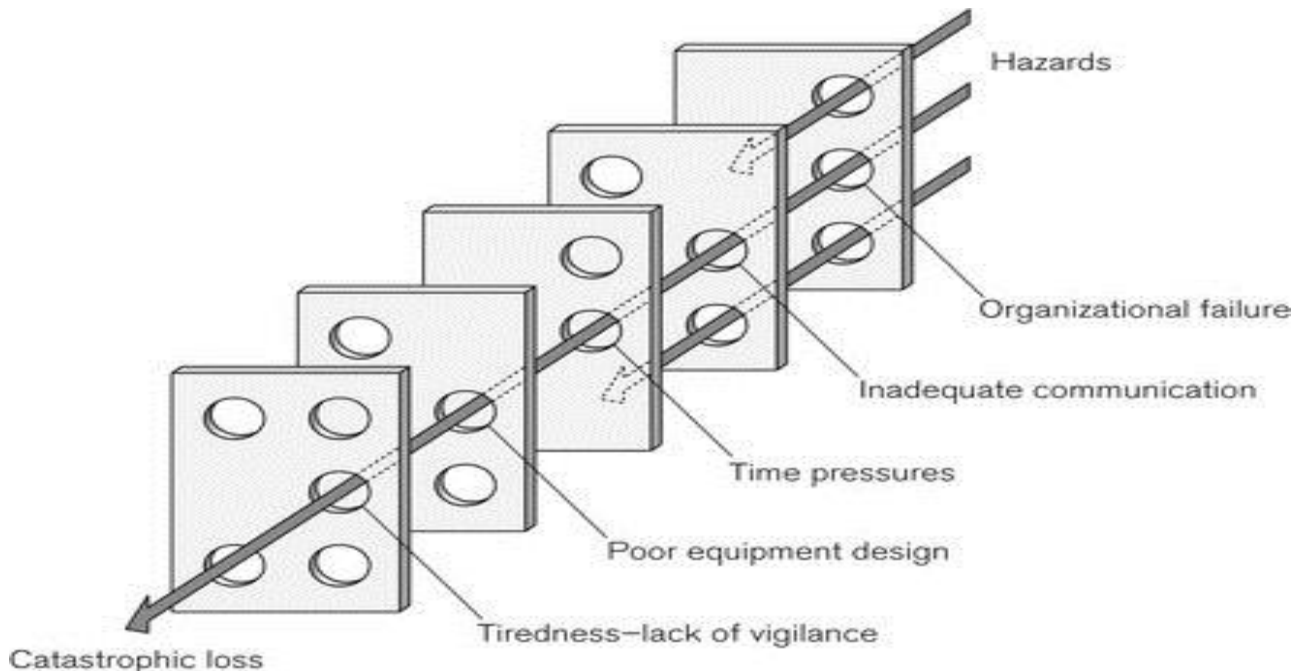 Hazards
Organizational failure
Inadequate communication
Time pressures
Poor equipment design
Tiredness–lack of vigilance
Catastrophic loss